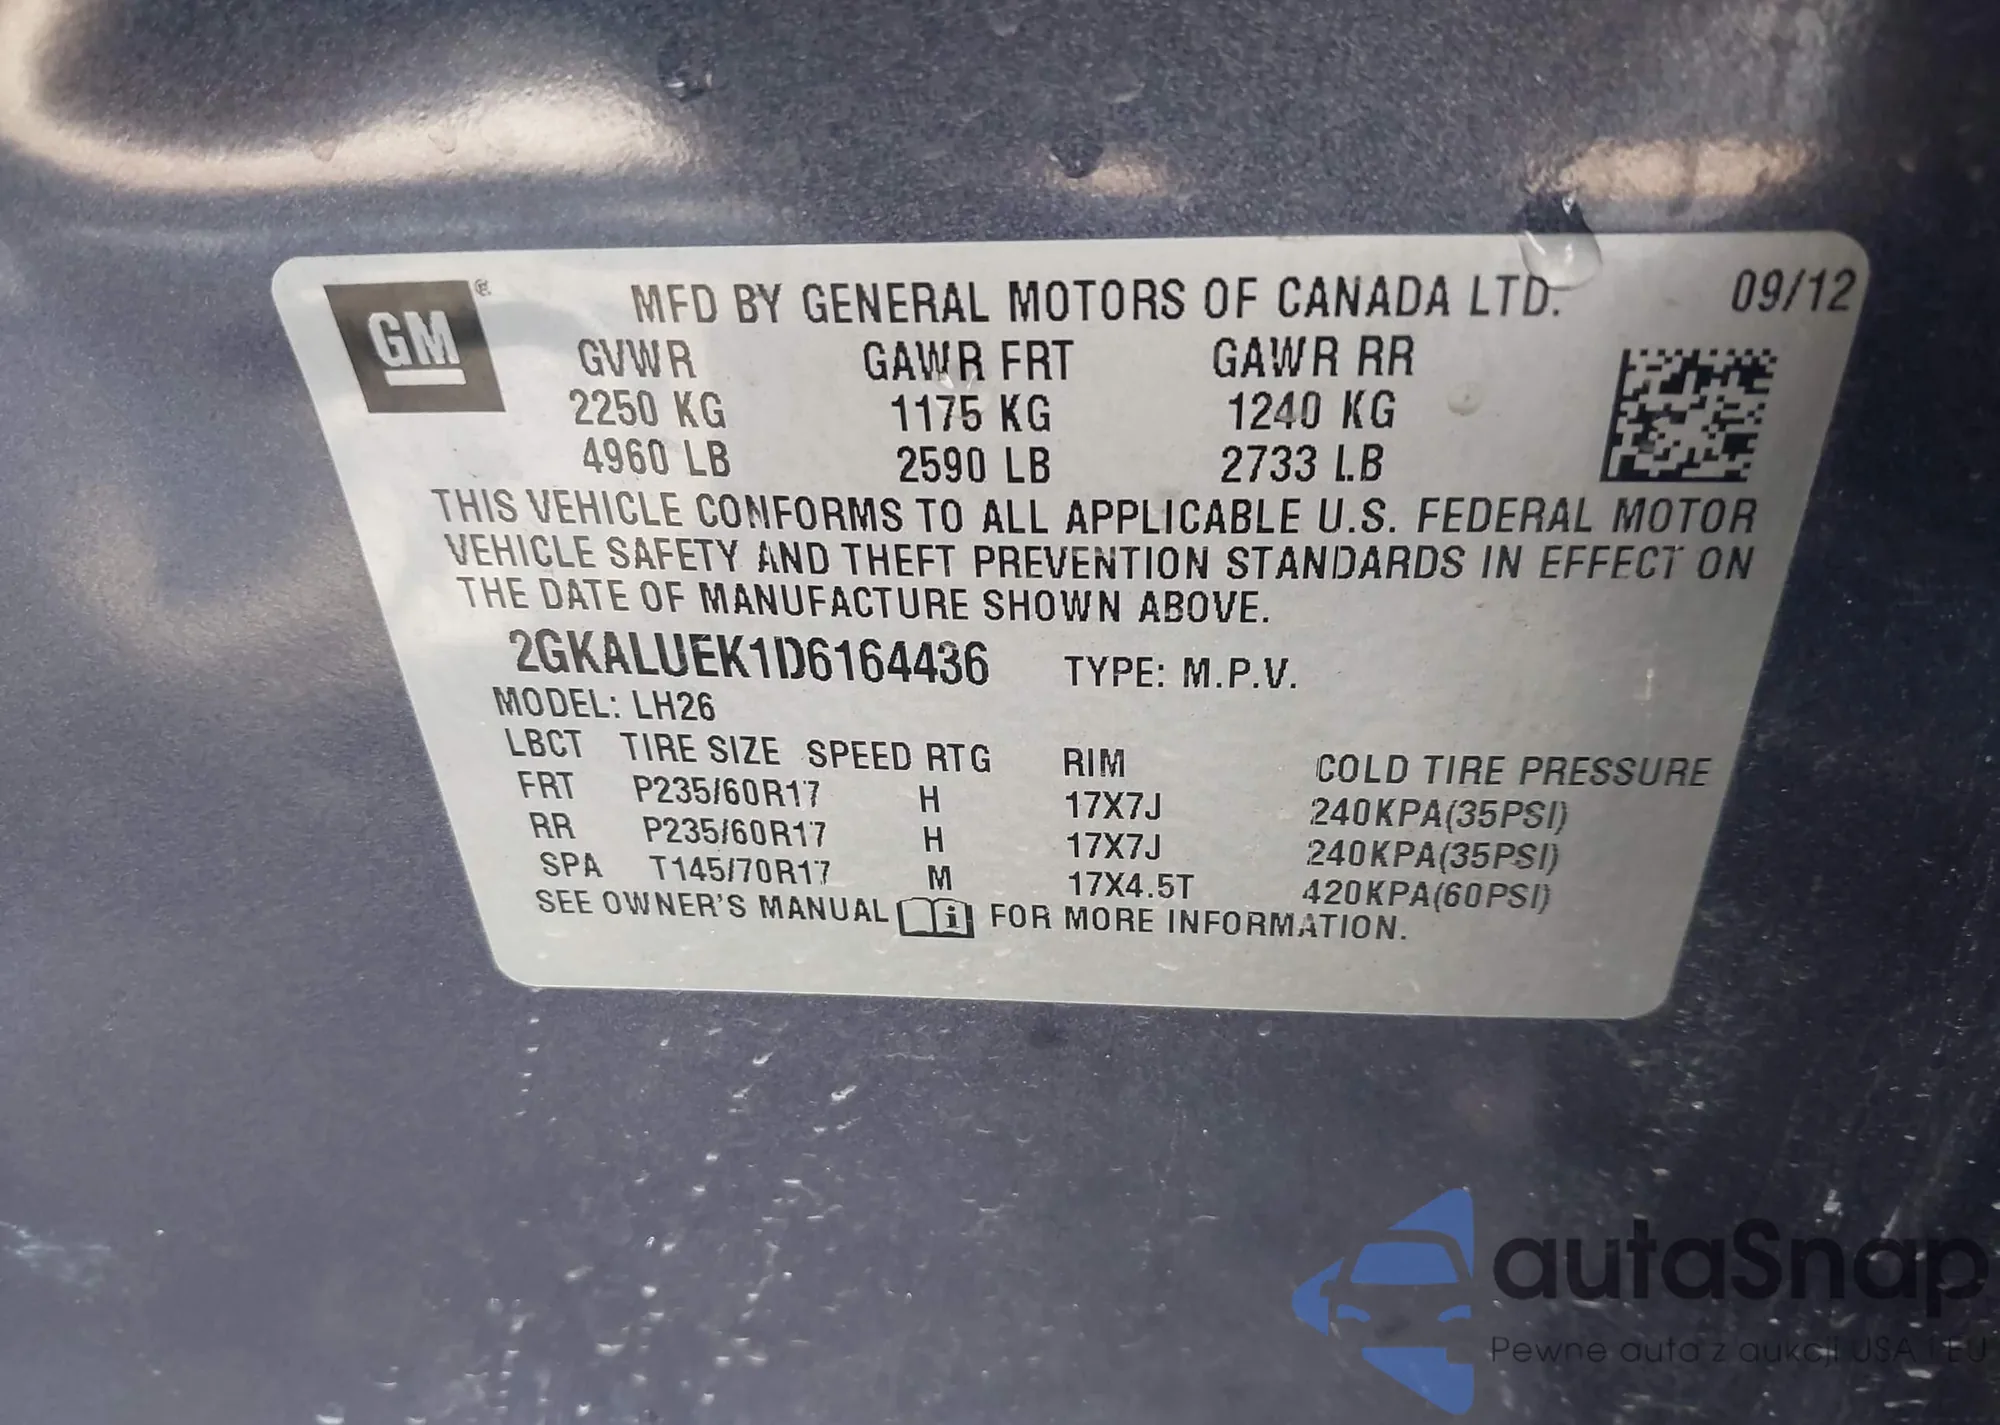 GM ®
MFD BY GENERAL MOTORS OF CANADA LTD. 09/12
GVWR GAWR FRT GAWR RR
2250 KG 1175 KG 1240 KG
4960 LB 2590 LB 2733 LB
THIS VEHICLE CONFORMS TO ALL APPLICABLE U.S. FEDERAL MOTOR
VEHICLE SAFETY AND THEFT PREVENTION STANDARDS IN EFFECT ON
THE DATE OF MANUFACTURE SHOWN ABOVE.
2GKALUEK1D6164436 TYPE: M.P.V.
MODEL: LH26
LBCT TIRE SIZE SPEED RTG RIM COLD TIRE PRESSURE
FRT P235/60R17 H 17X7J 240KPA(35PSI)
RR P235/60R17 H 17X7J 240KPA(35PSI)
SPA T145/70R17 M 17X4.5T 420KPA(60PSI)
SEE OWNER'S MANUAL i FOR MORE INFORMATION.
autaSnap
Pewne auta z aukcji USA i EU